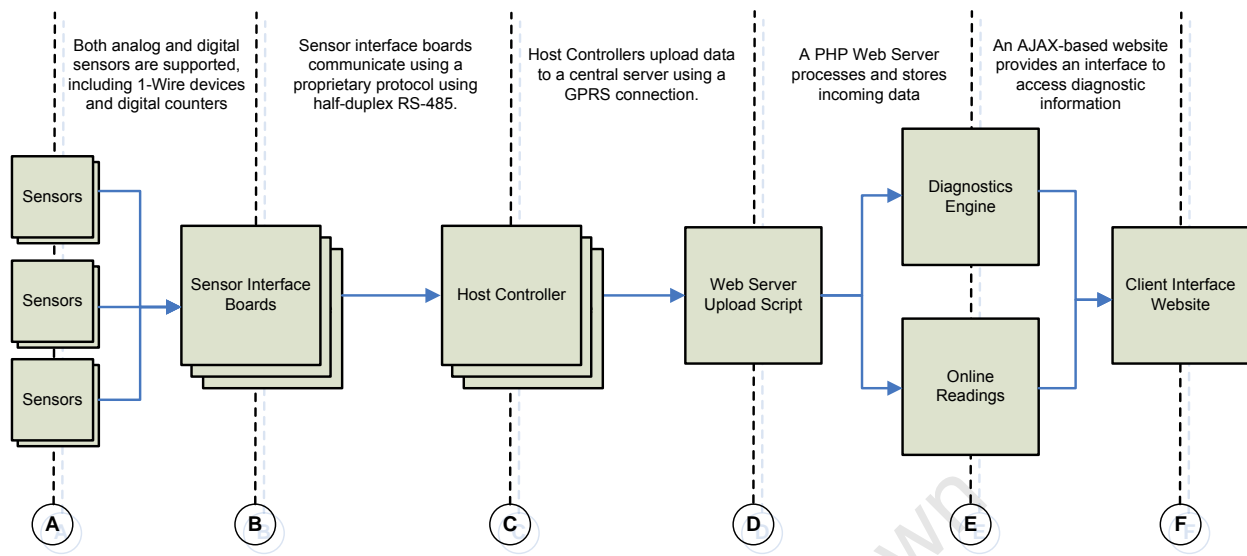 Both analog and digital
sensors are supported,
including 1-Wire devices
and digital counters
Sensor interface boards
communicate using a
proprietary protocol using
half-duplex RS-485.
Host Controllers upload data
to a central server using a
GPRS connection.
A PHP Web Server
processes and stores
incoming data
An AJAX-based website
provides an interface to
access diagnostic
information
Sensors
Sensors
Sensors
Sensor Interface
Boards
Host Controller
Web Server
Upload Script
Diagnostics
Engine
Online
Readings
Client Interface
Website
A
B
C
D
E
F